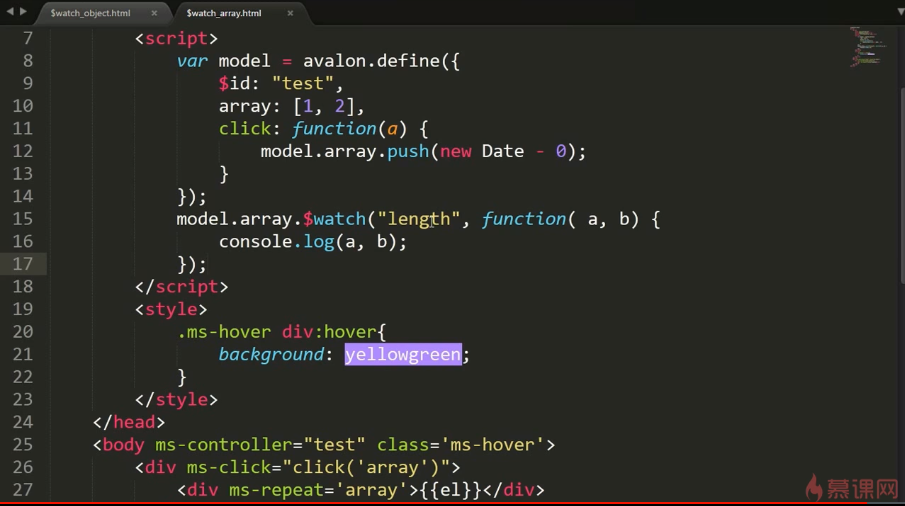 $watch_object.html × $watch_array.html ×
7 <script>
8 var model = avalon.define({
9 $id: "test",
10 array: [1, 2],
11 click: function(a) {
12 model.array.push(new Date - 0);
13 }
14 });
15 model.array.$watch("length", function( a, b) {
16 console.log(a, b);
17 });
18 </script>
19 <style>
20 .ms-hover div:hover{
21 background: yellowgreen;
22 }
23 </style>
24 </head>
25 <body ms-controller="test" class='ms-hover'>
26 <div ms-click="click('array')">
27 <div ms-repeat='array'>{{el}}</div>
慕课网